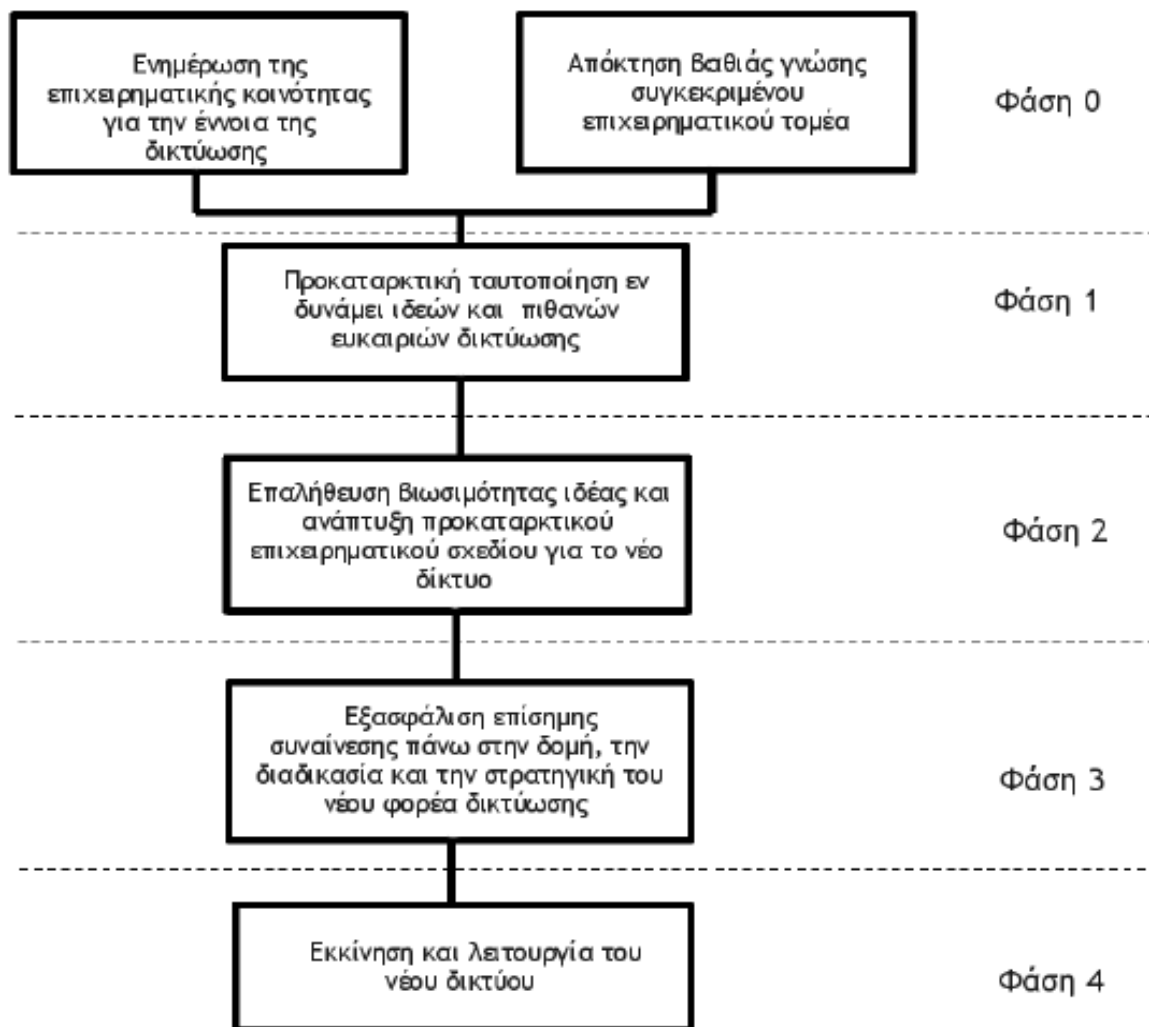 Ενημέρωση της
επιχειρηματικής κοινότητας
για την έννοια της
δικτύωσης
Απόκτηση βαθιάς γνώσης
συγκεκριμένου
επιχειρηματικού τομέα
Φάση 0
Προκαταρκτική ταυτοποίηση εν
δυνάμει ιδεών και πιθανών
ευκαιριών δικτύωσης
Φάση 1
Επαλήθευση βιωσιμότητας ιδέας και
ανάπτυξη προκαταρκτικού
επιχειρηματικού σχεδίου για το νέο
δίκτυο
Φάση 2
Εξασφάλιση επίσημης
συναίνεσης πάνω στην δομή, την
διαδικασία και την στρατηγική του
νέου φορέα δικτύωσης
Φάση 3
Εκκίνηση και λειτουργία του
νέου δικτύου
Φάση 4